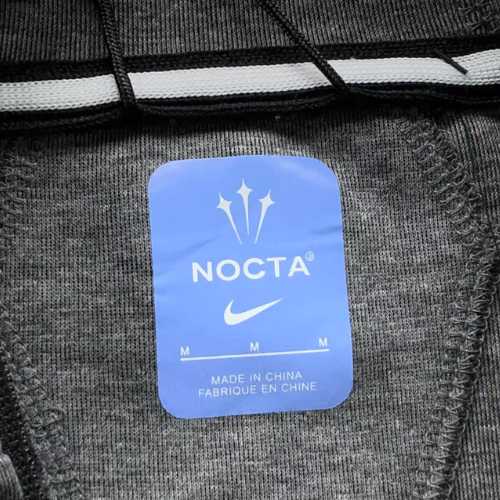 NOCTA®
M M M
MADE IN CHINA
FABRIQUE EN CHINE